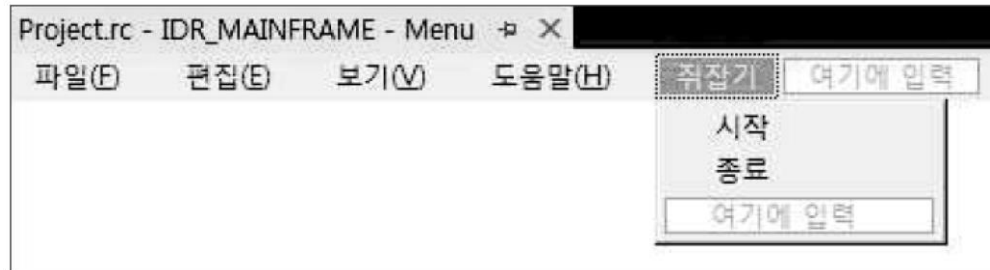 Project.rc - IDR_MAINFRAME - Menu
파일(F) 편집(E) 보기(V) 도움말(H) 쥐잡기 여기에 입력
시작
종료
여기에 입력